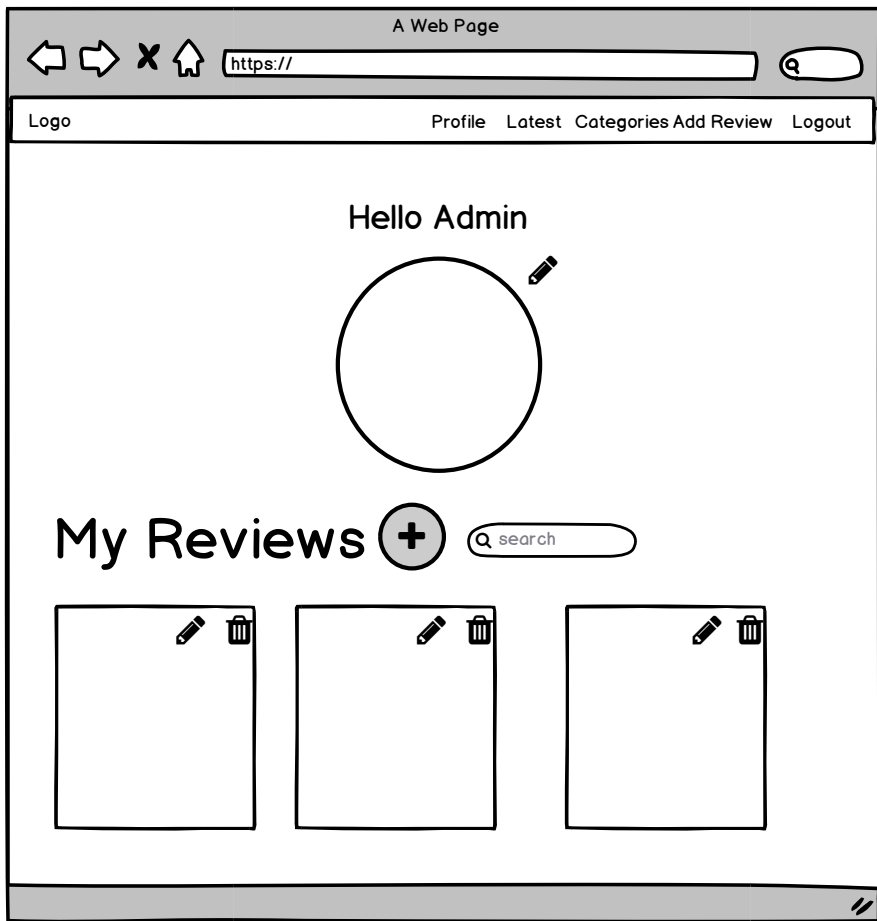 A Web Page
https://
Logo Profile Latest Categories Add Review Logout
Hello Admin
My Reviews + search